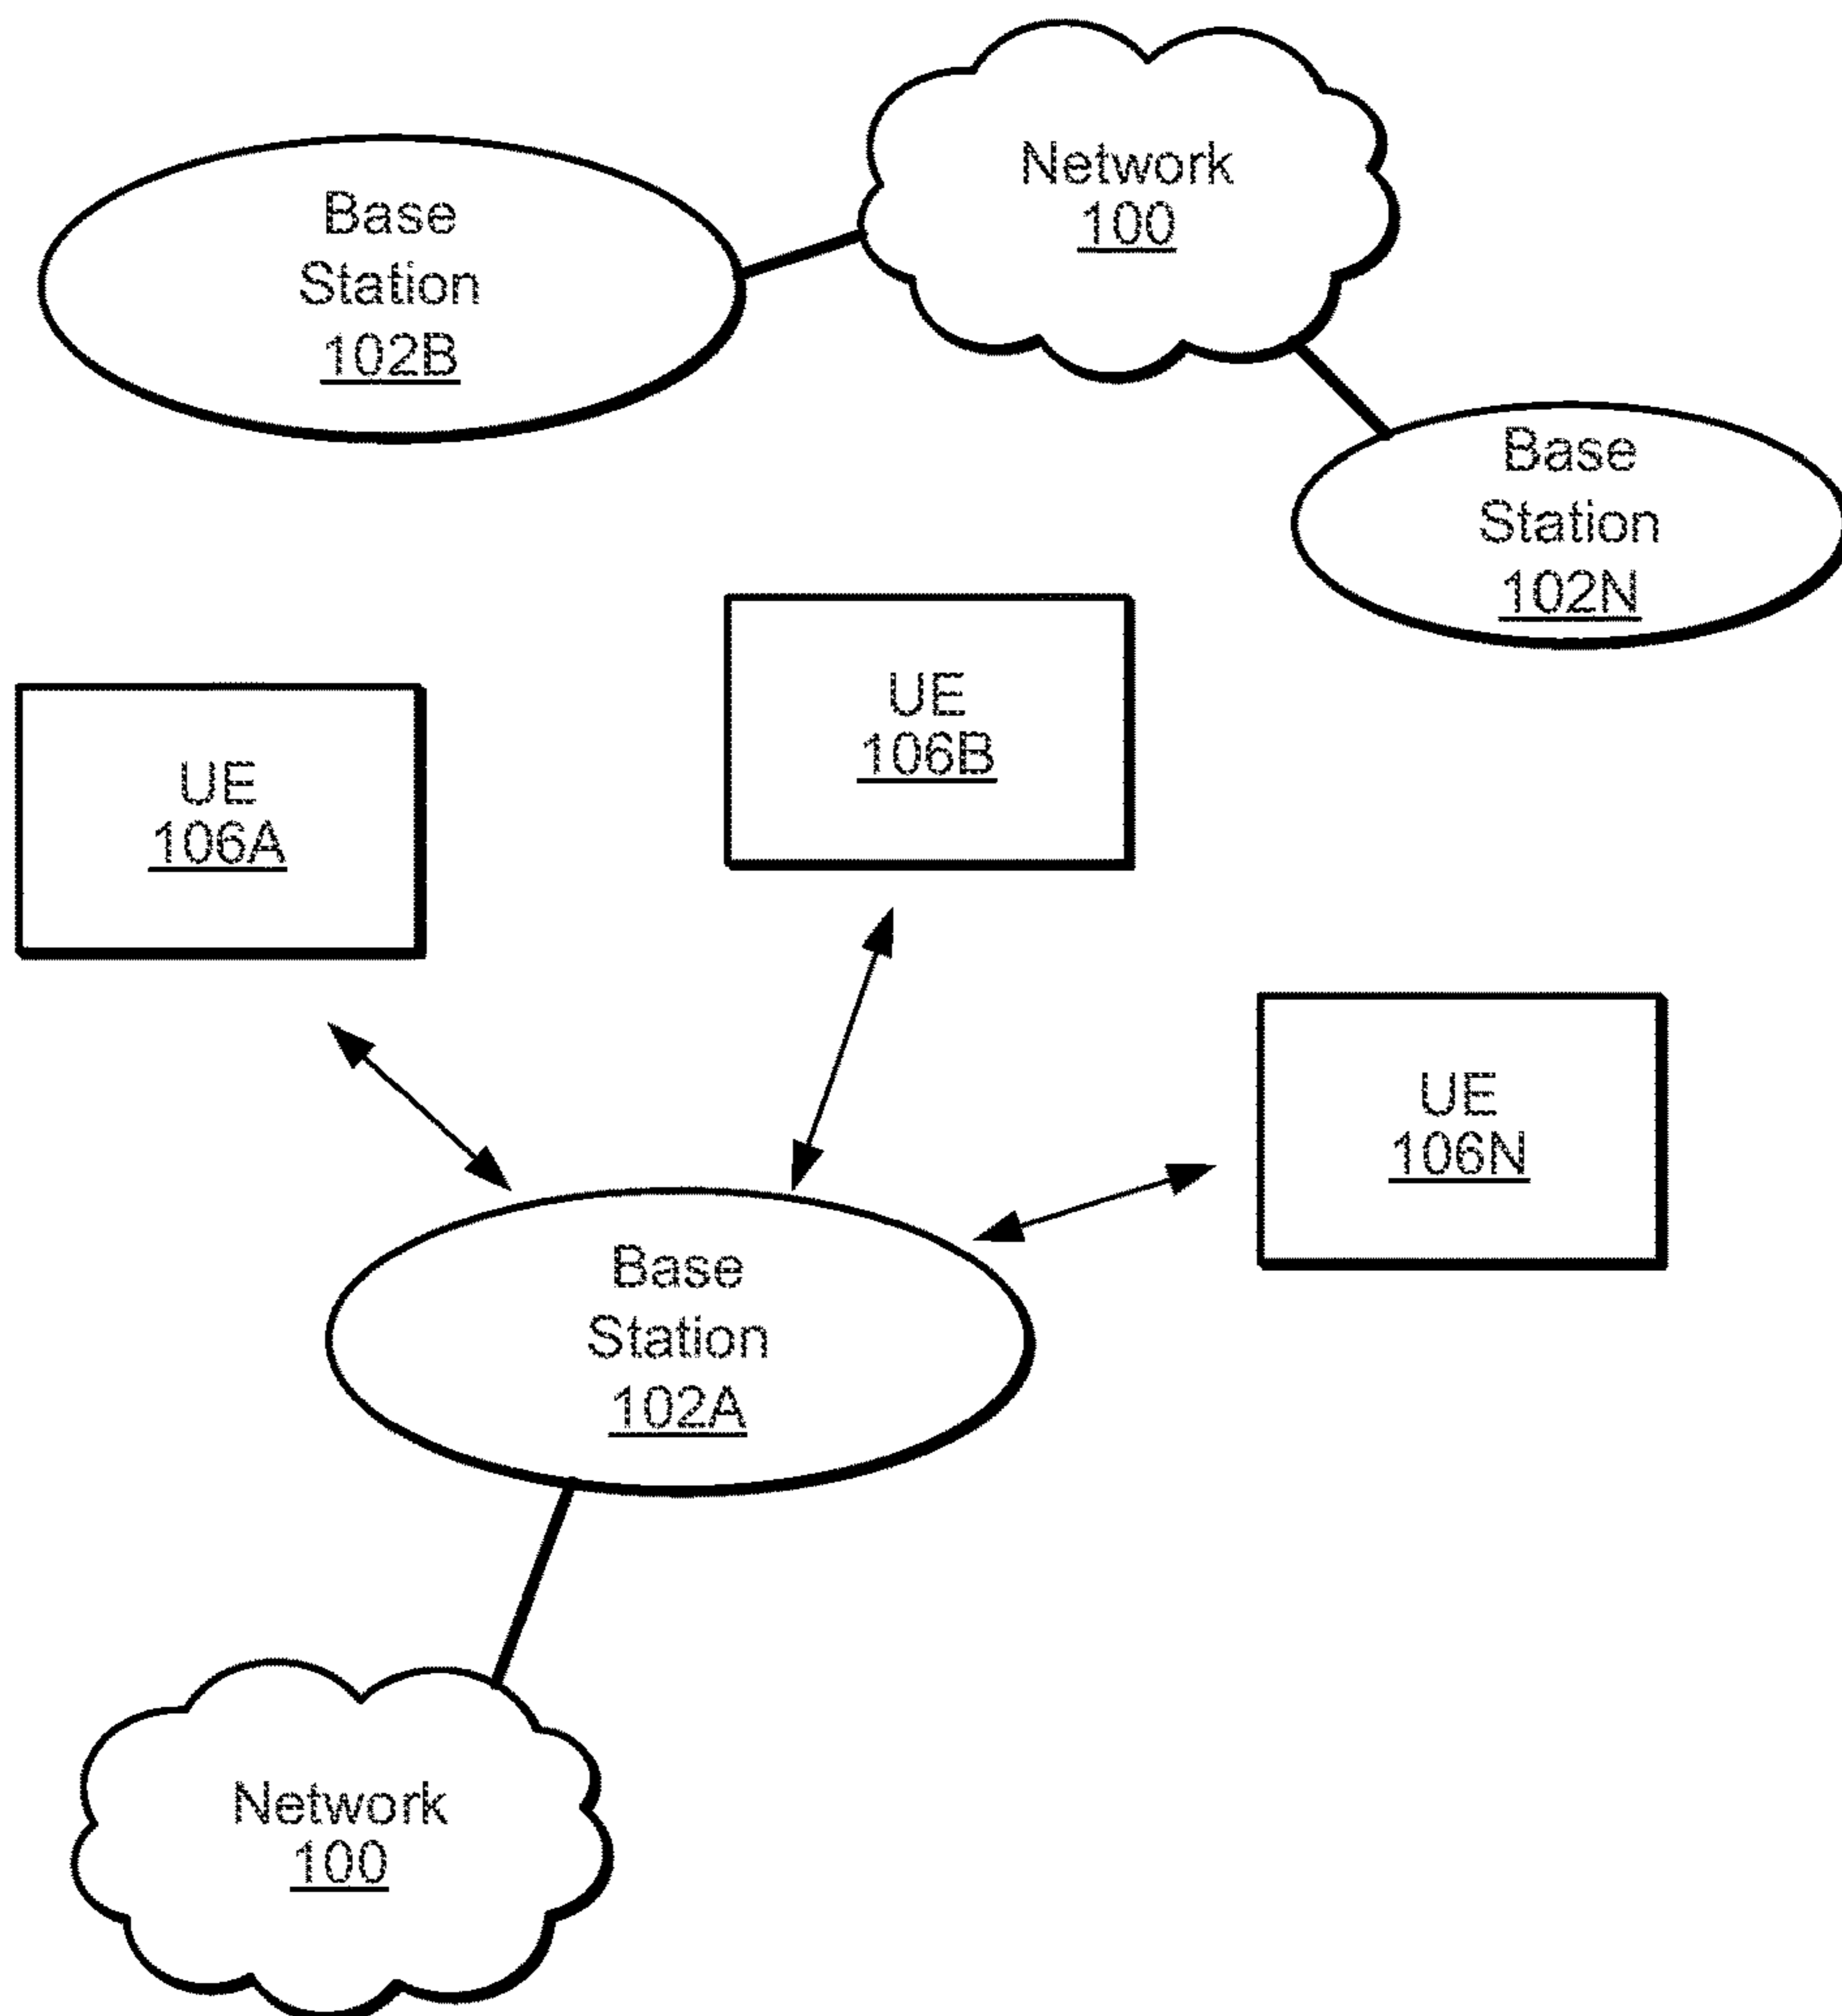 Network
100
Base
Station
102B
Base
Station
102N
UE
106B
UE
106A
UE
106N
Base
Station
102A
Network
100